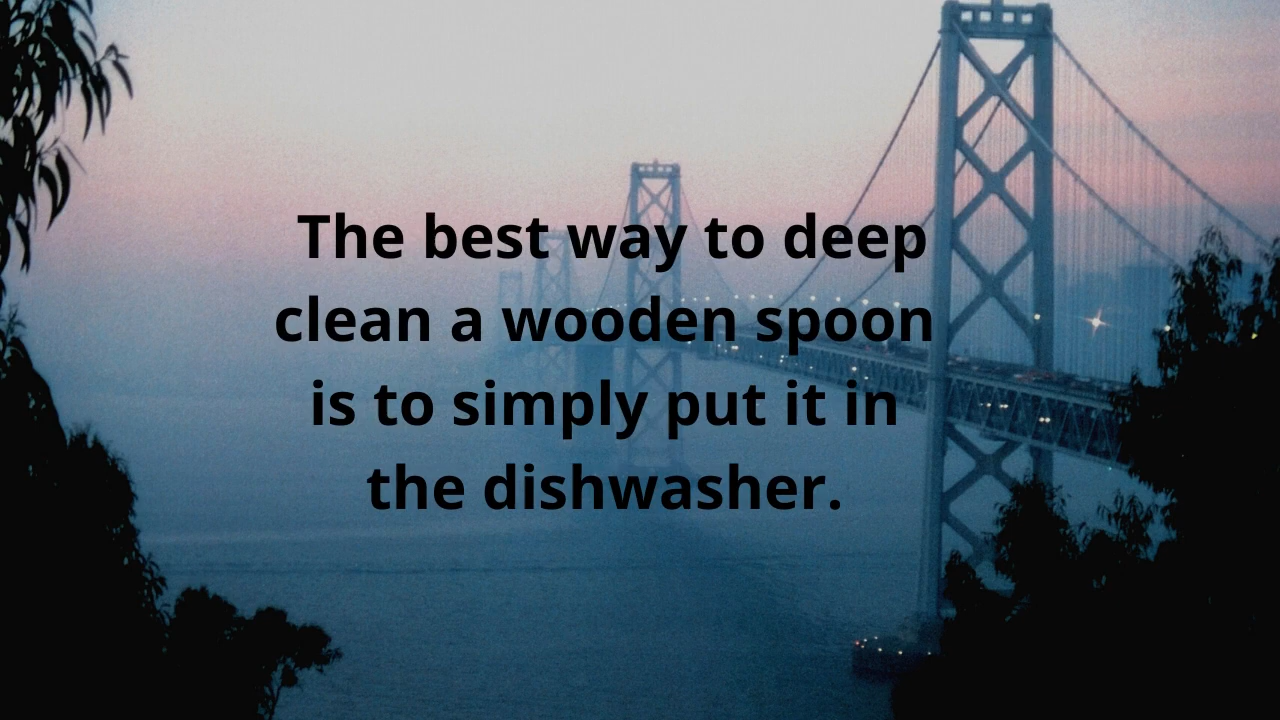 The best way to deep
clean a wooden spoon
is to simply put it in
the dishwasher.